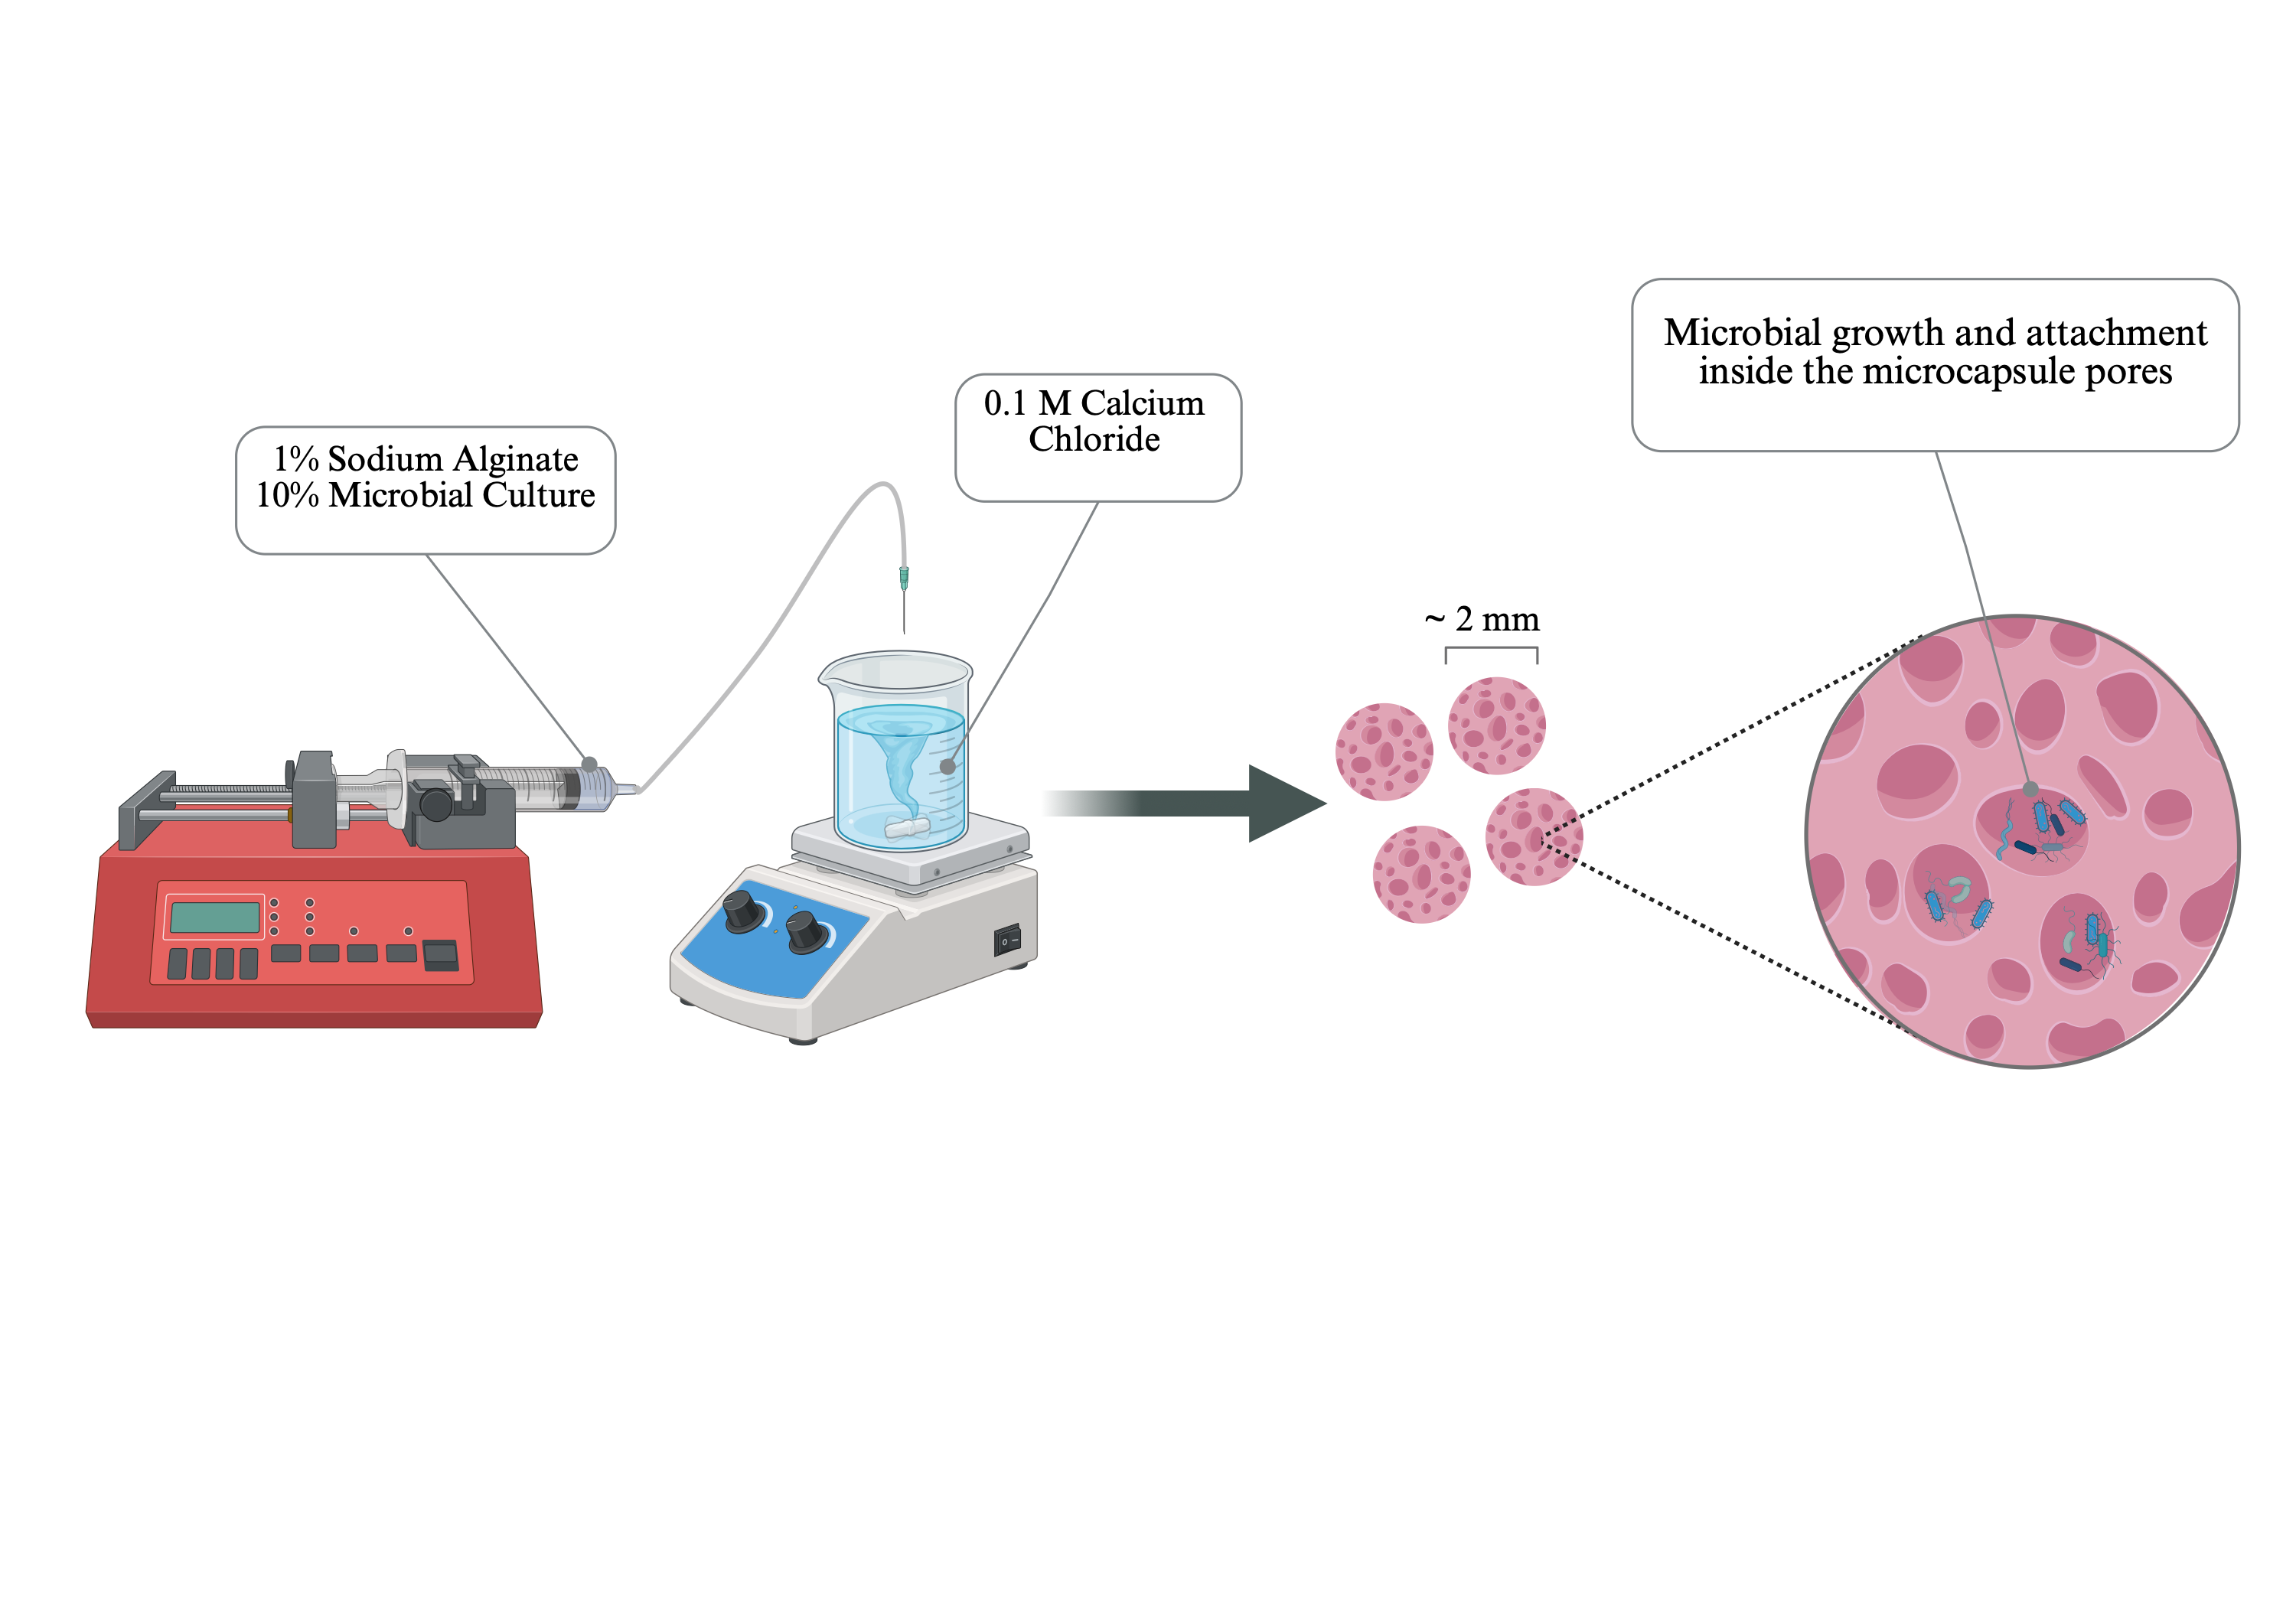 1% Sodium Alginate
10% Microbial Culture
0.1 M Calcium
Chloride
~ 2 mm
Microbial growth and attachment
inside the microcapsule pores